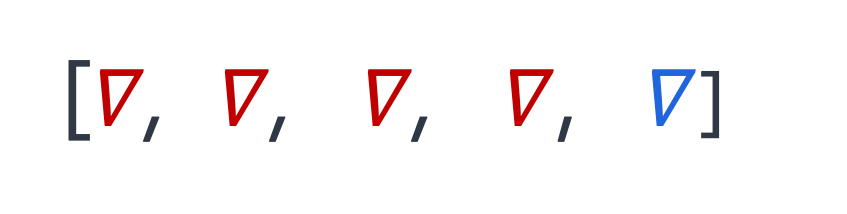 [∇, ∇, ∇, ∇, ∇]